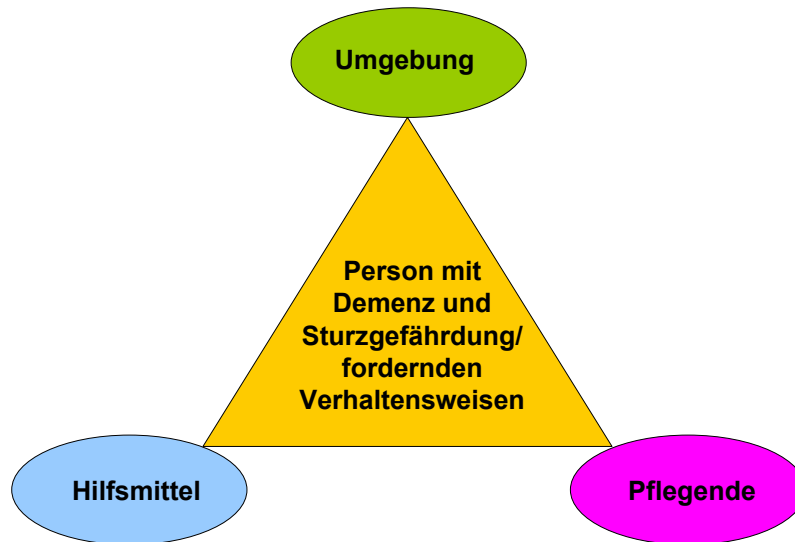 Umgebung
Person mit
Demenz und
Sturzgefährdung/
fordernden
Verhaltensweisen
Hilfsmittel
Pflegende